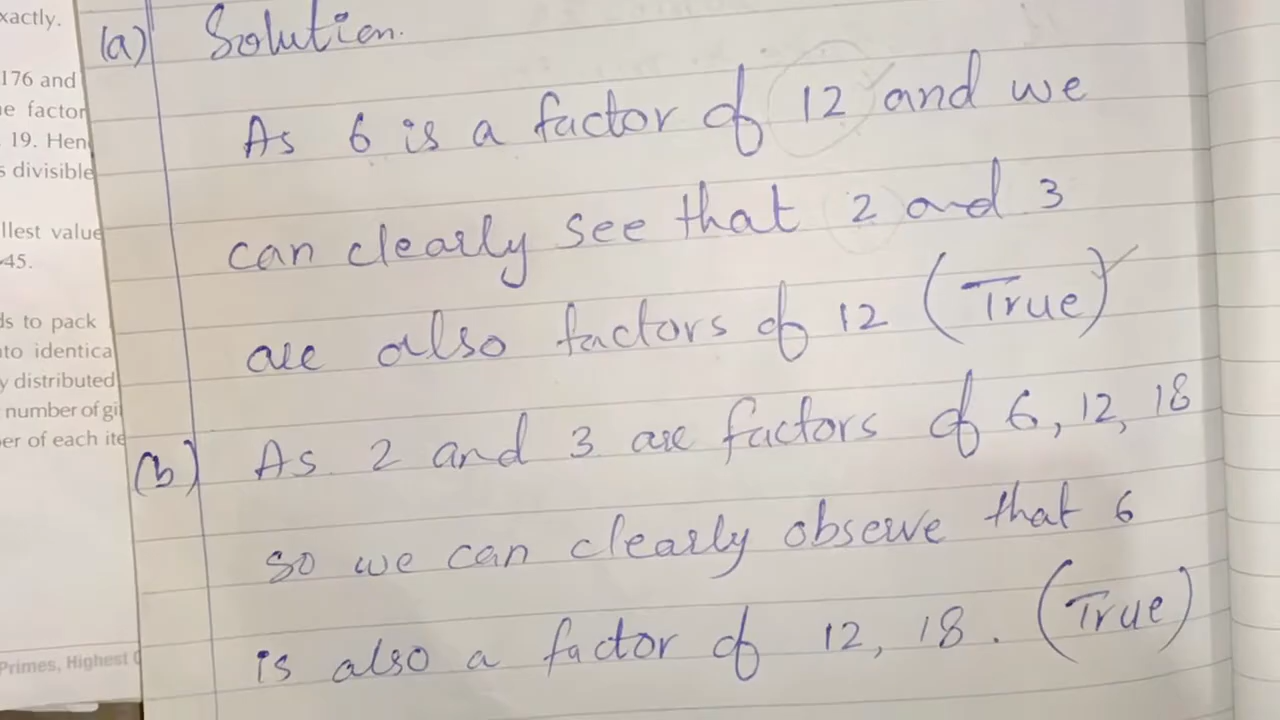 xactly.
(a) Solution.
176 and
e factor
As 6 is a factor of 12 and we
19. Hen
s divisible
can clearly see that 2 and 3
llest value
45.
are also factors of 12 (True)
ds to pack
to identica
y distributed
number of gi
er of each ite
(b) As 2 and 3 are factors of 6, 12, 18
so we can clearly observe that 6
is also a factor of 12, 18. (True)
Primes, Highest